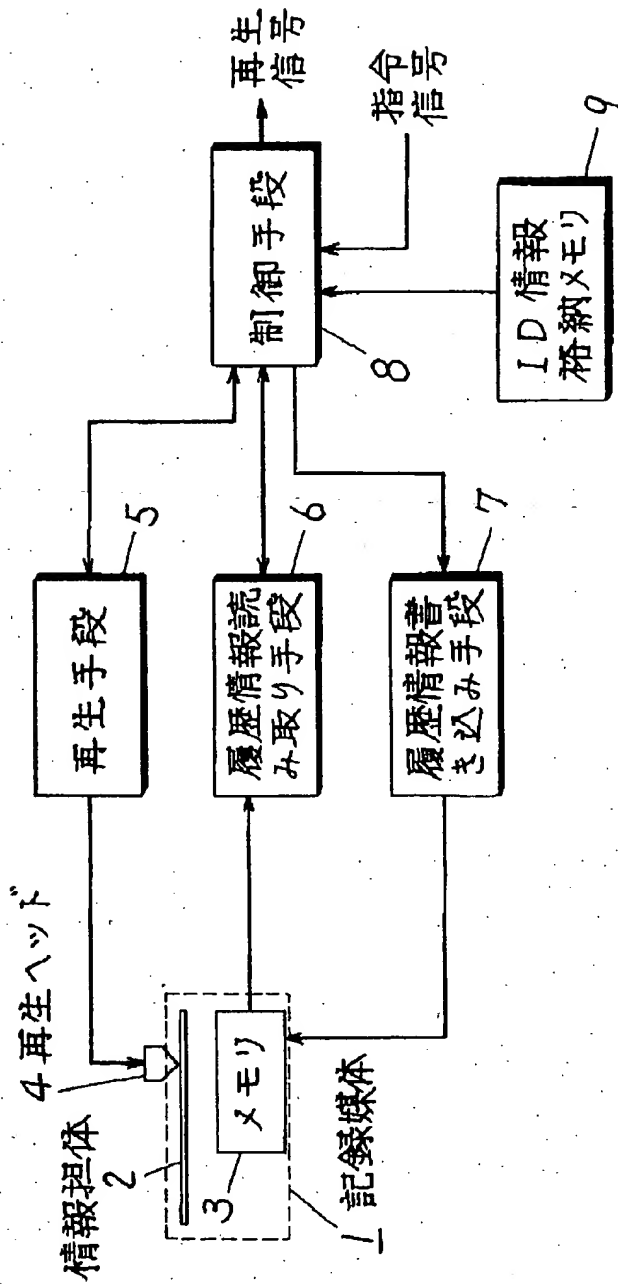 情報担体
2
4 再生ヘッド
メモリ
3
1 記録媒体
再生手段
5
履歴情報読
み取り手段
6
履歴情報書
き込み手段
7
制御手段
8
再生
信号
指令
信号
ID情報
格納メモリ
9